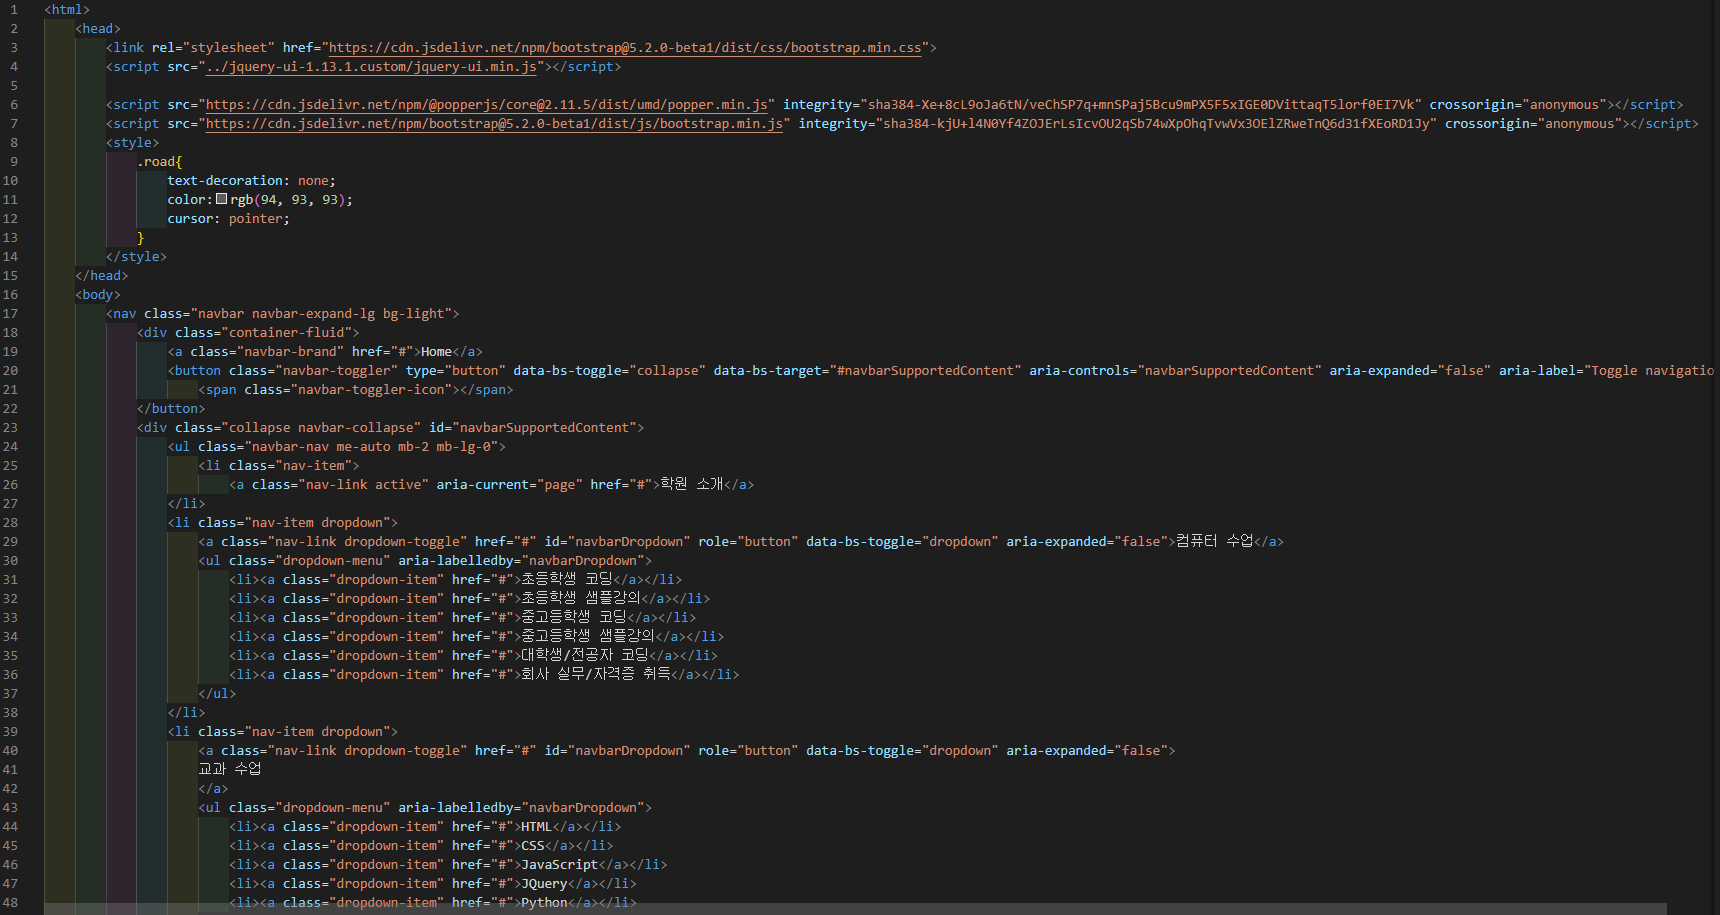 1 <html>
2 <head>
3 <link rel="stylesheet" href="https://cdn.jsdelivr.net/npm/bootstrap@5.2.0-beta1/dist/css/bootstrap.min.css">
4 <script src="../jquery-ui-1.13.1.custom/jquery-ui.min.js"></script>
5
6 <script src="https://cdn.jsdelivr.net/npm/@popperjs/core@2.11.5/dist/umd/popper.min.js" integrity="sha384-Xe+8cL9oJa6tN/veChSP7q+mnSPaj5Bcu9mPX5F5xIGE0DVittaqT5lorf0EI7Vk" crossorigin="anonymous"></script>
7 <script src="https://cdn.jsdelivr.net/npm/bootstrap@5.2.0-beta1/dist/js/bootstrap.min.js" integrity="sha384-kjU+l4N0Yf4ZOJErLsIcvOU2qSb74wXpOhqTvwVx3OElZRweTnQ6d31fXEoRD1Jy" crossorigin="anonymous"></script>
8 <style>
9 .road{
10 text-decoration: none;
11 color: rgb(94, 93, 93);
12 cursor: pointer;
13 }
14 </style>
15 </head>
16 <body>
17 <nav class="navbar navbar-expand-lg bg-light">
18 <div class="container-fluid">
19 <a class="navbar-brand" href="#">Home</a>
20 <button class="navbar-toggler" type="button" data-bs-toggle="collapse" data-bs-target="#navbarSupportedContent" aria-controls="navbarSupportedContent" aria-expanded="false" aria-label="Toggle navigatio
21 <span class="navbar-toggler-icon"></span>
22 </button>
23 <div class="collapse navbar-collapse" id="navbarSupportedContent">
24 <ul class="navbar-nav me-auto mb-2 mb-lg-0">
25 <li class="nav-item">
26 <a class="nav-link active" aria-current="page" href="#">학원 소개</a>
27 </li>
28 <li class="nav-item dropdown">
29 <a class="nav-link dropdown-toggle" href="#" id="navbarDropdown" role="button" data-bs-toggle="dropdown" aria-expanded="false">컴퓨터 수업</a>
30 <ul class="dropdown-menu" aria-labelledby="navbarDropdown">
31 <li><a class="dropdown-item" href="#">초등학생 코딩</a></li>
32 <li><a class="dropdown-item" href="#">초등학생 샘플강의</a></li>
33 <li><a class="dropdown-item" href="#">중고등학생 코딩</a></li>
34 <li><a class="dropdown-item" href="#">중고등학생 샘플강의</a></li>
35 <li><a class="dropdown-item" href="#">대학생/전공자 코딩</a></li>
36 <li><a class="dropdown-item" href="#">회사 실무/자격증 취득</a></li>
37 </ul>
38 </li>
39 <li class="nav-item dropdown">
40 <a class="nav-link dropdown-toggle" href="#" id="navbarDropdown" role="button" data-bs-toggle="dropdown" aria-expanded="false">
41 교과 수업
42 </a>
43 <ul class="dropdown-menu" aria-labelledby="navbarDropdown">
44 <li><a class="dropdown-item" href="#">HTML</a></li>
45 <li><a class="dropdown-item" href="#">CSS</a></li>
46 <li><a class="dropdown-item" href="#">JavaScript</a></li>
47 <li><a class="dropdown-item" href="#">JQuery</a></li>
48 <li><a class="dropdown-item" href="#">Python</a></li>